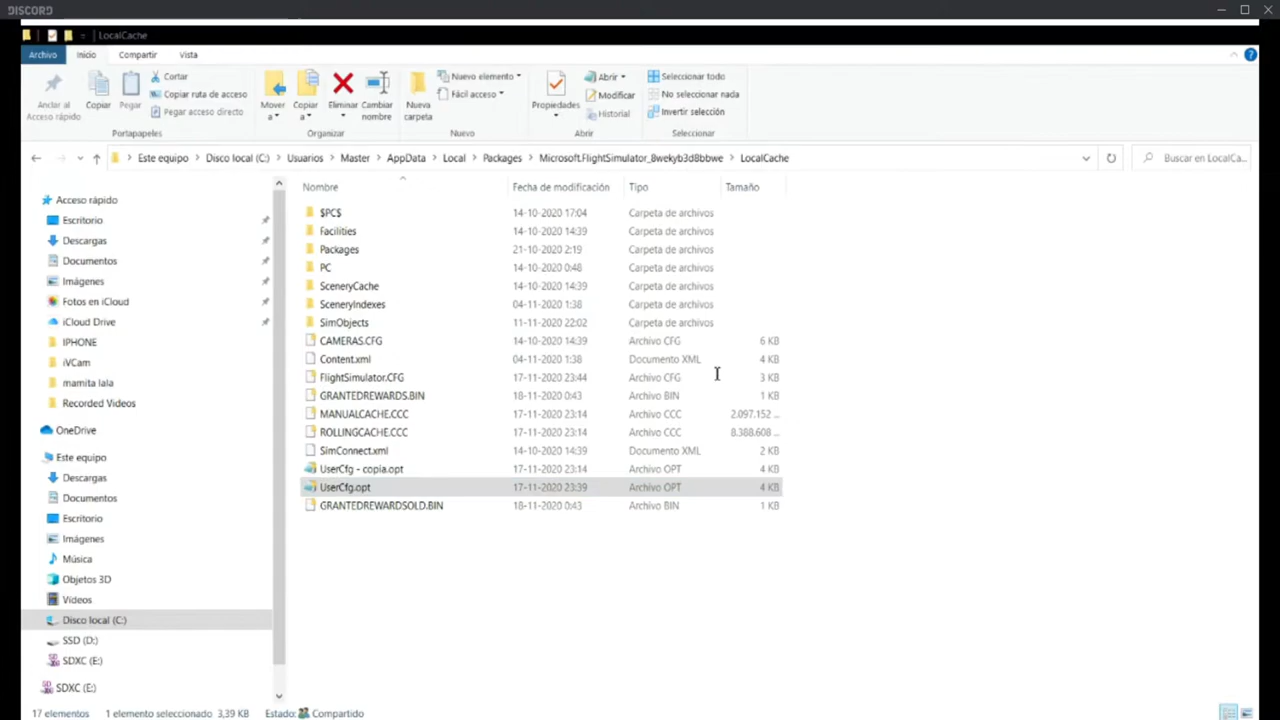 DISCORD
LocalCache
Archivo Inicio Compartir Vista
Anclar al Acceso rápido
Copiar
Pegar
Cortar
Copiar ruta de acceso
Pegar acceso directo
Portapapeles
Mover a
Copiar a
Eliminar
Cambiar nombre
Organizar
Nueva carpeta
Nuevo elemento
Fácil acceso
Nuevo
Propiedades
Abrir
Modificar
Historial
Abrir
Seleccionar todo
No seleccionar nada
Invertir selección
Seleccionar
Este equipo > Disco local (C:) > Usuarios > Master > AppData > Local > Packages > Microsoft.FlightSimulator_8wekyb3d8bbwe > LocalCache
Buscar en LocalCa...
Acceso rápido
Escritorio
Descargas
Documentos
Imágenes
Fotos en iCloud
iCloud Drive
IPHONE
iVCam
mamita lala
Recorded Videos
OneDrive
Este equipo
Descargas
Documentos
Escritorio
Imágenes
Música
Objetos 3D
Vídeos
Disco local (C:)
SSD (D:)
SDXC (E:)
SDXC (E:)
Nombre Fecha de modificación Tipo Tamaño
$PC$ 14-10-2020 17:04 Carpeta de archivos
Facilities 14-10-2020 14:39 Carpeta de archivos
Packages 21-10-2020 2:19 Carpeta de archivos
PC 14-10-2020 0:48 Carpeta de archivos
SceneryCache 14-10-2020 14:39 Carpeta de archivos
SceneryIndexes 04-11-2020 1:38 Carpeta de archivos
SimObjects 11-11-2020 22:02 Carpeta de archivos
CAMERAS.CFG 14-10-2020 14:39 Archivo CFG 6 KB
Content.xml 04-11-2020 1:38 Documento XML 4 KB
FlightSimulator.CFG 17-11-2020 23:44 Archivo CFG 3 KB
GRANTEDREWARDS.BIN 18-11-2020 0:43 Archivo BIN 1 KB
MANUALCACHE.CCC 17-11-2020 23:14 Archivo CCC 2.097.152 ...
ROLLINGCACHE.CCC 17-11-2020 23:14 Archivo CCC 8.388.608 ...
SimConnect.xml 14-10-2020 14:39 Documento XML 2 KB
UserCfg - copia.opt 17-11-2020 23:14 Archivo OPT 4 KB
UserCfg.opt 17-11-2020 23:39 Archivo OPT 4 KB
GRANTEDREWARDSOLD.BIN 18-11-2020 0:43 Archivo BIN 1 KB
17 elementos 1 elemento seleccionado 3,39 KB Estado: Compartido